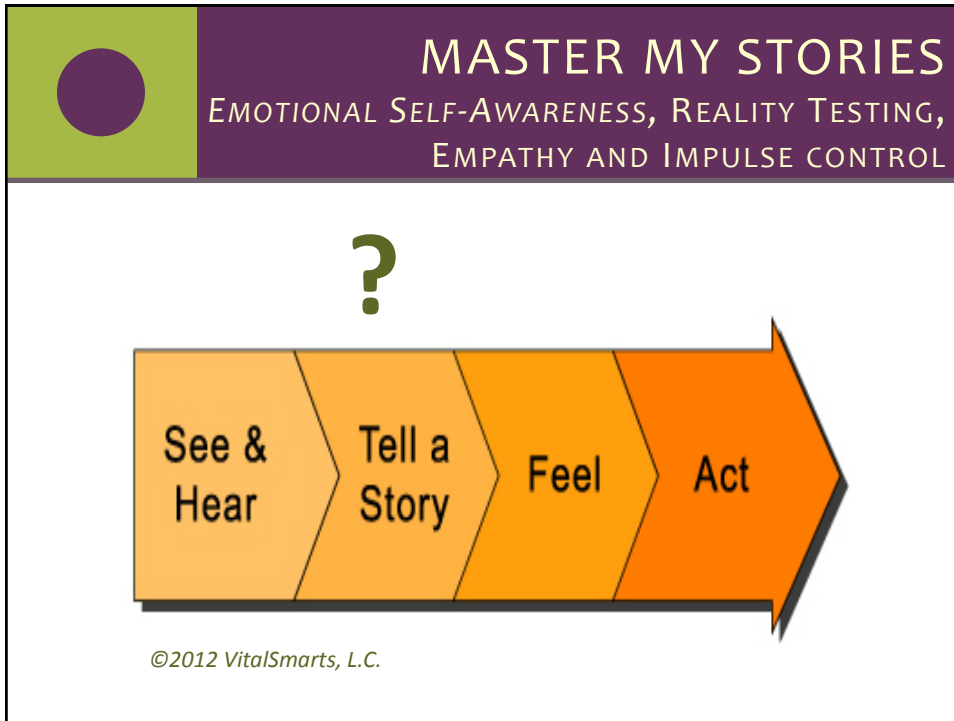 MASTER MY STORIES
EMOTIONAL SELF-AWARENESS, REALITY TESTING,
EMPATHY AND IMPULSE CONTROL
?
See &
Hear
Tell a
Story
Feel
Act
©2012 VitalSmarts, L.C.